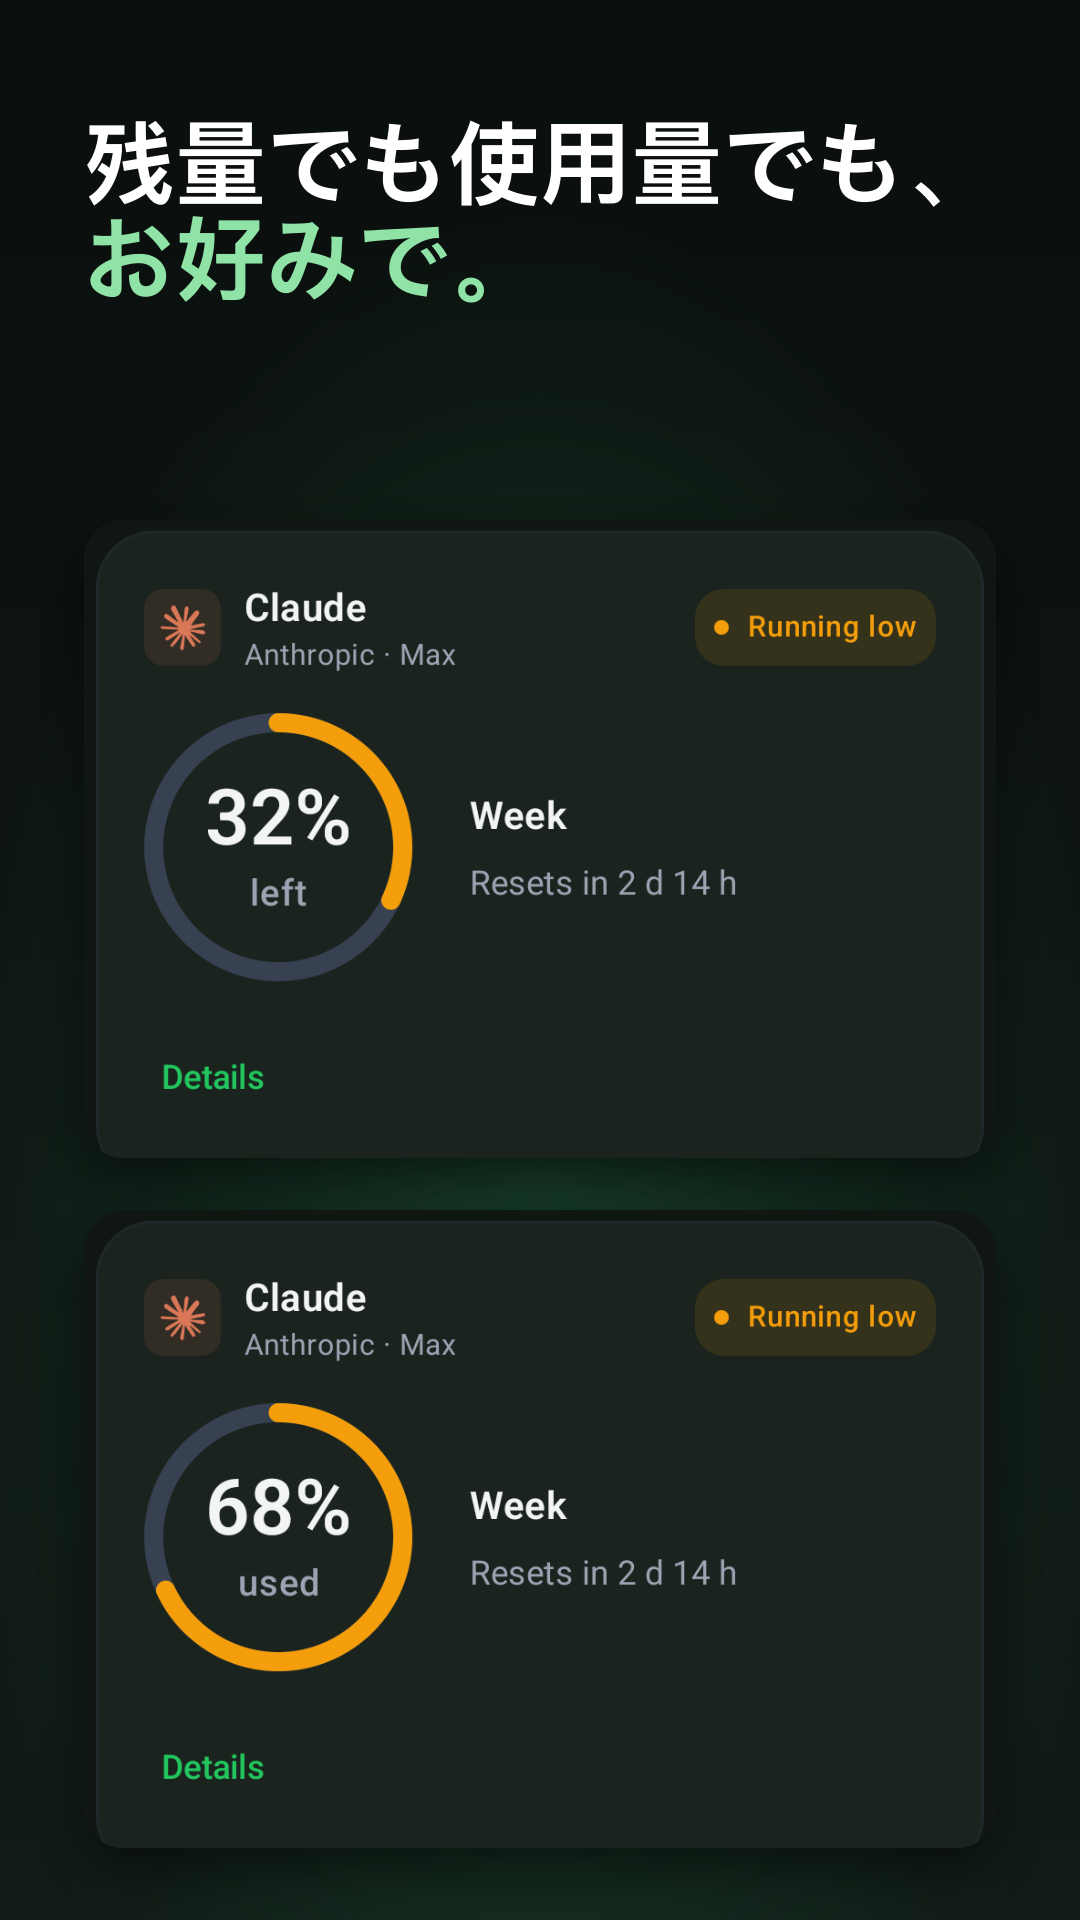 残量でも使用量でも、
お好みで。
Claude
Anthropic · Max
Running low
32%
left
Week
Resets in 2 d 14 h
Details
Claude
Anthropic · Max
Running low
68%
used
Week
Resets in 2 d 14 h
Details